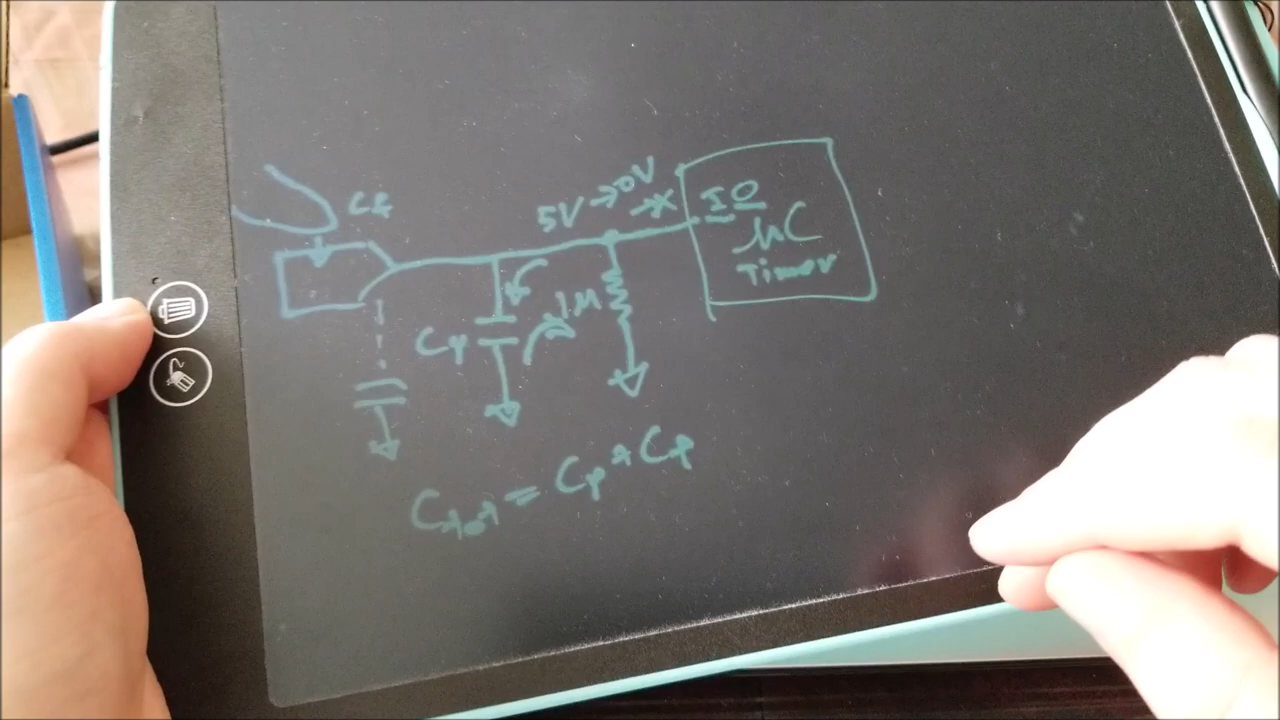 Cf
5V→0V
IO
μC
Timer
1M
Cp
Ctot = Cp + Cf